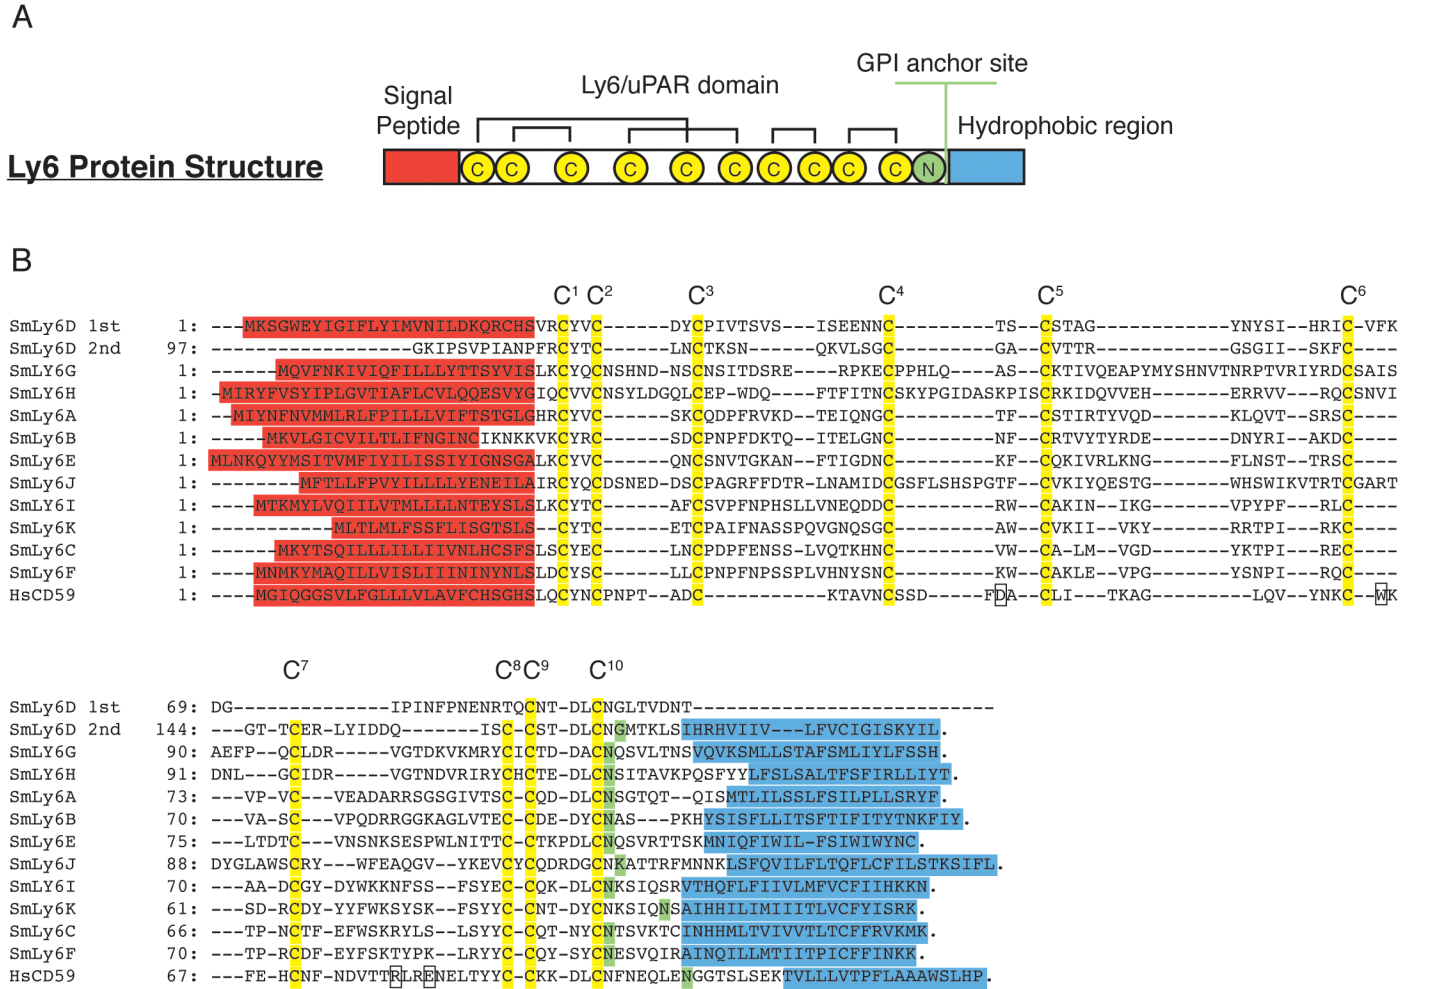 A
GPI anchor site
Ly6/uPAR domain
Signal
Peptide
Hydrophobic region
Ly6 Protein Structure
C C C C C C C C C C N
B
C1 C2 C3 C4 C5 C6
SmLy6D 1st 1: ---MKSGWEYIGIFLYIMVNILDKQRCHSVRCYVC------DYCPIVTSVS---ISEENNC---------TS--CSTAG------------YNYSI--HRIC-VFK
SmLy6D 2nd 97: ------------------GKIPSVPIANPFRCYTC------LNCTKSN------QKVLSGC---------GA--CVTTR------------GSGII--SKFC----
SmLY6G 1: ------MQVFNKIVIQFILLLLYTTSYVISLKCYQCNSHND-NSCNSITDSRE----RPKECPPHLQ----AS--CKTIVQEAPYMYSHNVTNRPTVRIYRDCSAIS
SmLY6H 1: -MIRYFVSYIPLGVTIAFLCVLQQESVYGIQCVVCNSYLDGQLCEP-WDQ----FTFITNCSKYPGIDASKPISCRKIDQVVEH-------ERRVV---RQCSNVI
SmLy6A 1: --MIYNFNVMMLRLFPILLLVIFTSTGLGHRCYVC------SKCQDPFRVKD--TEIQNGC---------TF--CSTIRTYVQD-------KLQVT--SRSC----
SmLy6B 1: -----MKVLGICVILTLIFNGINCIKNKKVKCYRC------SDCPNPFDKTQ--ITELGNC---------NF--CRTVYTYRDE-------DNYRI--AKDC----
SmLy6E 1: MLNKQYYMSITVMFIYILISSIYIGNSGALKCYVC------QNCSNVTGKAN--FTIGDNC---------KF--CQKIVRLKNG-------FLNST--TRSC----
SmLy6J 1: --------MFTLLFPVYILLLLYENEILAIRCYQCDSNED-DSCPAGRFFDTR-LNAMIDCGSFLSHSPGTF--CVKIYQESTG-------WHSWIKVTRTCGART
SmLY6I 1: ----MTKMYLVQIILVTMLLLLNTEYSLSLKCYTC------AFCSVPFNPHSLLVNEQDDC---------RW--CAKIN--IKG-------VPYPF--RLC----
SmLy6K 1: -----------MLTLMLFSSFLISGTSLS-CYTC------ETCPAIFNASSPQVGNQSGC---------AW--CVKII--VKY-------RRTPI--RKC----
SmLy6C 1: ------MKYTSQILLLILLIIVNLHCSFSLSCYEC------LNCPDPFENSS-LVQTKHNC---------VW--CA-LM--VGD-------YKTPI--REC----
SmLy6F 1: ----MNMKYMAQILLVISLIIINIYNLSLDCYSC------LLCPNPFNPSSPLVHNYSNC---------KW--CAKLE--VPG-------YSNPI--RQC----
HsCD59 1: ----MGIQGGSVLFGLLLVLAVFCHSGHSLQCYNCPNPT--ADC-----------KTAVNCSSD-----FDA--CLI---TKAG---------LQV--YNKC--WK
C7 C8 C9 C10
SmLy6D 1st 69: DG--------------IPINFPNENRTQCNT-DLCNGLTVDNT---------------------------
SmLy6D 2nd 144: ---GT-TCER-LYIDDQ-------ISC-CST-DLCNGMTKLSIHRHVIIV---LFVCIGISKYIL.
SmLY6G 90: AEFP--QCLDR-----VGTDKVKMRYCICTD-DACNQSVLTNSVQVKSMLLSTAFSMLIYLFSSH.
SmLY6H 91: DNL---GCIDR-----VGTNDVRIRYCHCTE-DLCNSITAVKPQSFYYLFSLSALTFSFIRLLIYT.
SmLy6A 73: ---VP-VC---VEADARRSGSGIVTSC-CQD-DLCNSGTQT--QISMTLILSSLFSILPLLSRYF.
SmLy6B 70: ---VA-SC---VPQDRRGGKAGLVTEC-CDE-DYCNAS---PKHYSISFLLITSFTIFITYTNKFIY.
SmLy6E 75: ---LTDTC---VNSNKSESPWLNITTC-CTKPDLCNQSVRTTSKMNIQFIWIL-FSIWIWYNC.
SmLy6J 88: DYGLAWSCRY---WFEAQGV--YKEVCYCQDRDGCNKATTRFMNNKLSFQVILFLTQFLCFILSTKSIFL.
SmLY6I 70: ---AA-DCGY-DYWKKNFSS--FSYEC-CQK-DLCNKSIQSRVTHQFLFIIVLMFVCFIIHKKN.
SmLy6K 61: ---SD-RCDY-YYFWKSYSK--FSYYC-CNT-DYCNKSIQNSAIHHILIMIIITLVCFYISRK.
SmLy6C 66: ---TP-NCTF-EFWSKRYLS--LSYYC-CQT-NYCNTSVKTCINHHMLTVIVVTLTCFFRVKMK.
SmLy6F 70: ---TP-RCDF-EYFSKTYPK--LRYYC-CQY-SYCNESVQIRAINQILLMTIITPICFFINKK.
HsCD59 67: ---FE-HCNF-NDVTTRLRENELTYYC-CKK-DLCNFNEQLENGGTSLSEKTVLLLVTPFLAAAWSLHP.